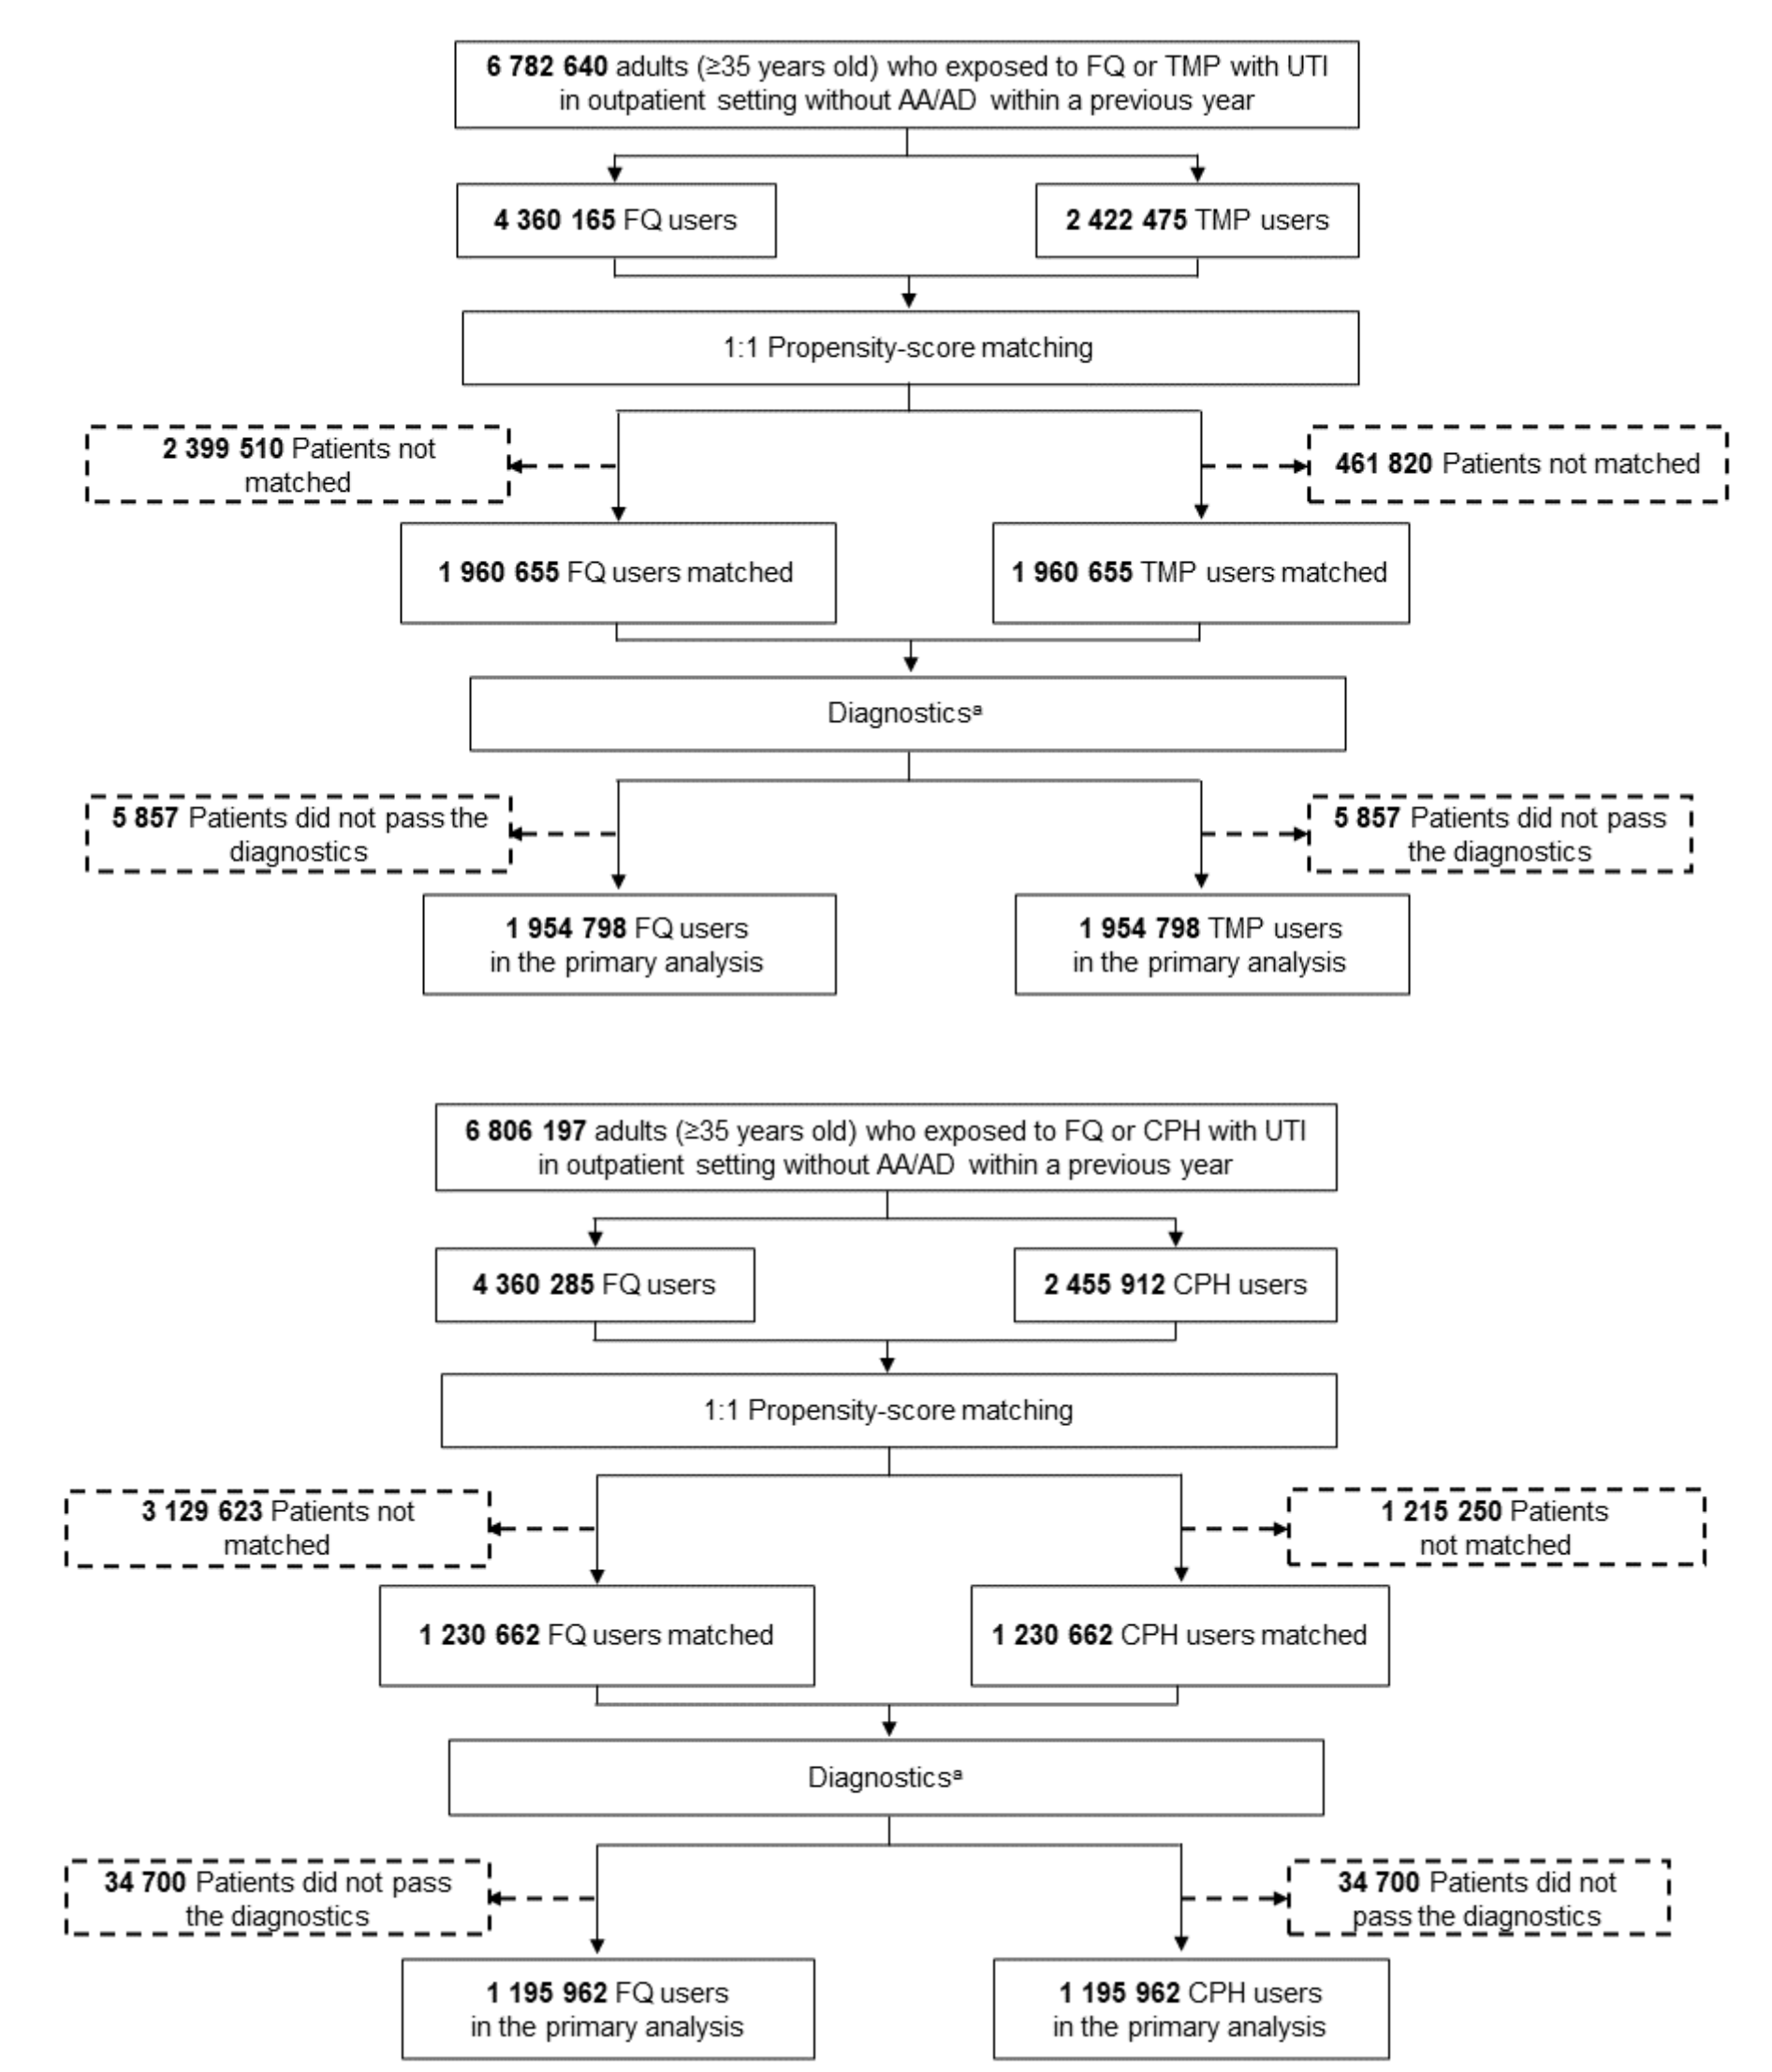 6 782 640 adults (≥35 years old) who exposed to FQ or TMP with UTI
in outpatient setting without AA/AD within a previous year
4 360 165 FQ users
2 422 475 TMP users
1:1 Propensity-score matching
2 399 510 Patients not
matched
461 820 Patients not matched
1 960 655 FQ users matched
1 960 655 TMP users matched
Diagnosticsª
5 857 Patients did not pass the
diagnostics
5 857 Patients did not pass
the diagnostics
1 954 798 FQ users
in the primary analysis
1 954 798 TMP users
in the primary analysis
6 806 197 adults (≥35 years old) who exposed to FQ or CPH with UTI
in outpatient setting without AA/AD within a previous year
4 360 285 FQ users
2 455 912 CPH users
1:1 Propensity-score matching
3 129 623 Patients not
matched
1 215 250 Patients
not matched
1 230 662 FQ users matched
1 230 662 CPH users matched
Diagnosticsª
34 700 Patients did not pass
the diagnostics
34 700 Patients did not
pass the diagnostics
1 195 962 FQ users
in the primary analysis
1 195 962 CPH users
in the primary analysis